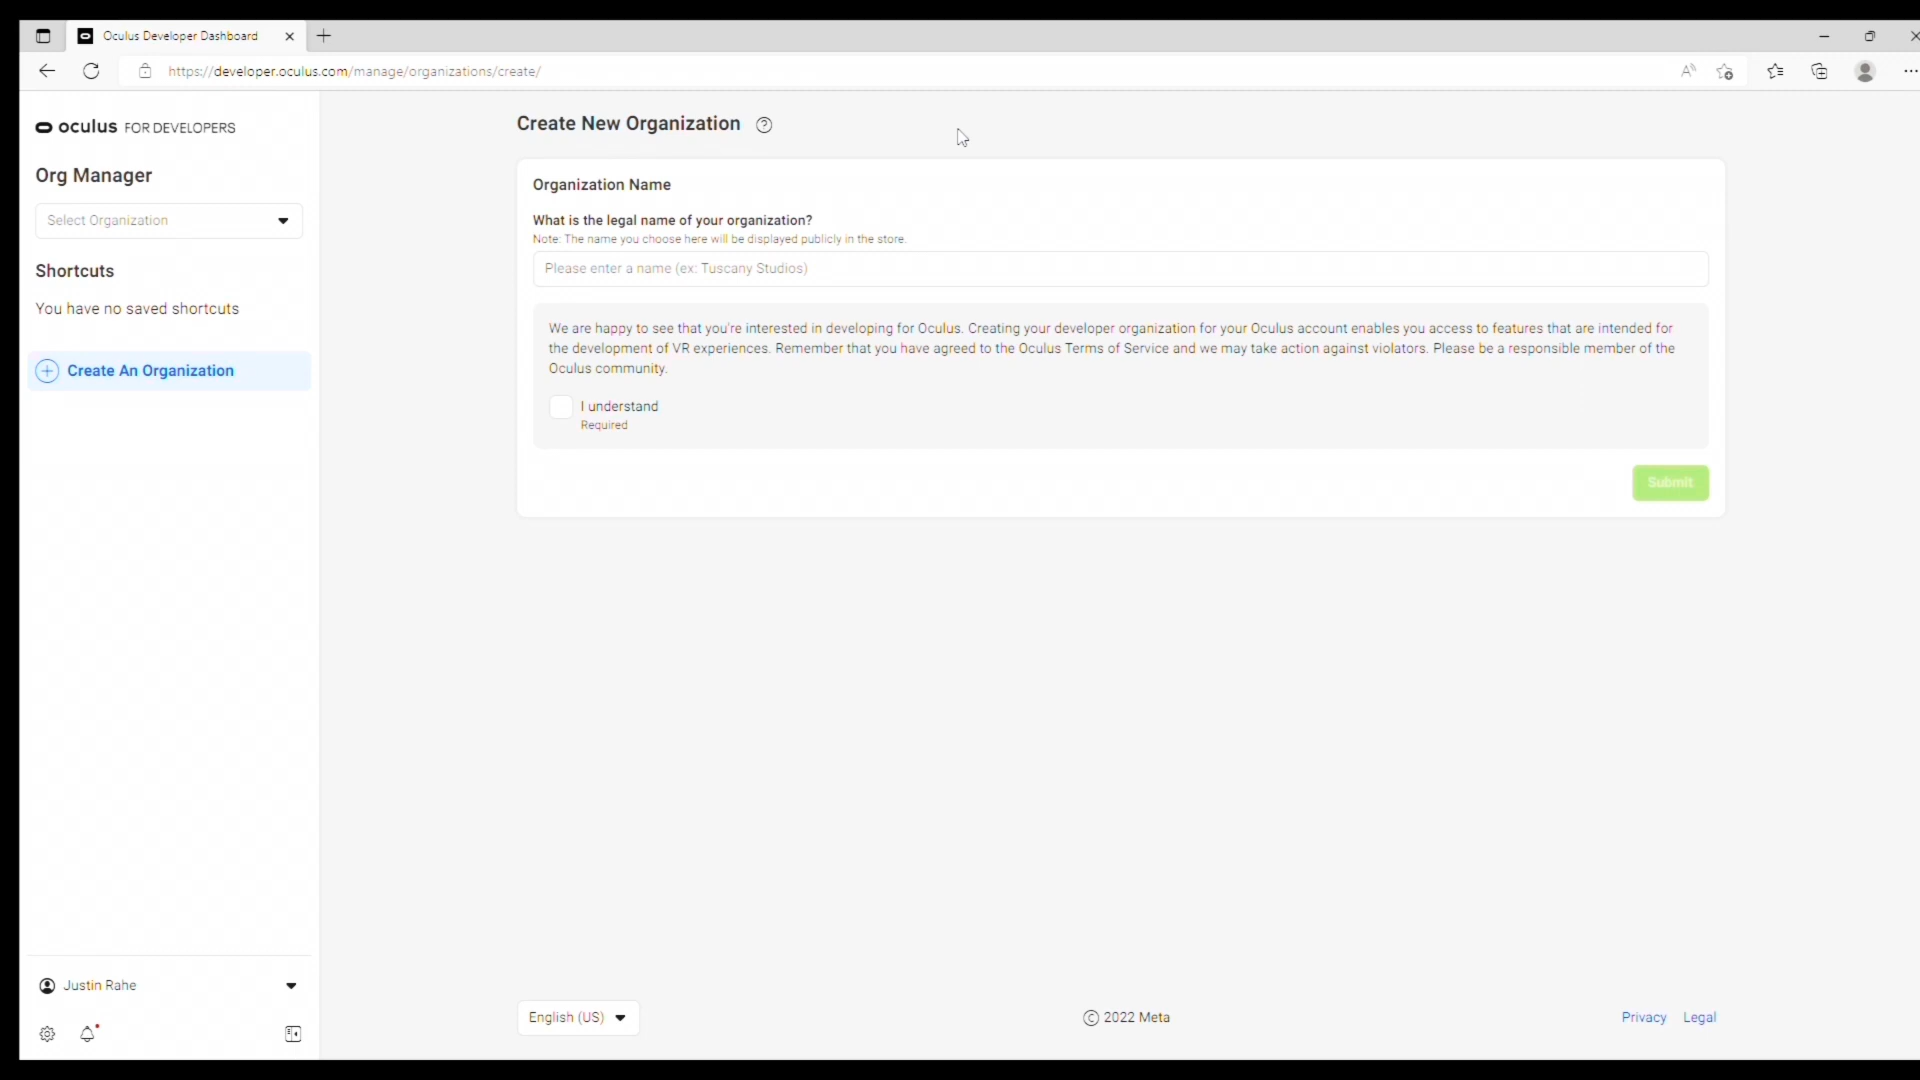 Oculus Developer Dashboard
https://developer.oculus.com/manage/organizations/create/
oculus FOR DEVELOPERS
Org Manager
Select Organization
Shortcuts
You have no saved shortcuts
Create An Organization
Create New Organization
Organization Name
What is the legal name of your organization?
Note: The name you choose here will be displayed publicly in the store.
Please enter a name (ex: Tuscany Studios)
We are happy to see that you're interested in developing for Oculus. Creating your developer organization for your Oculus account enables you access to features that are intended for
the development of VR experiences. Remember that you have agreed to the Oculus Terms of Service and we may take action against violators. Please be a responsible member of the
Oculus community.
I understand
Required
Submit
Justin Rahe
English (US)
© 2022 Meta
Privacy
Legal